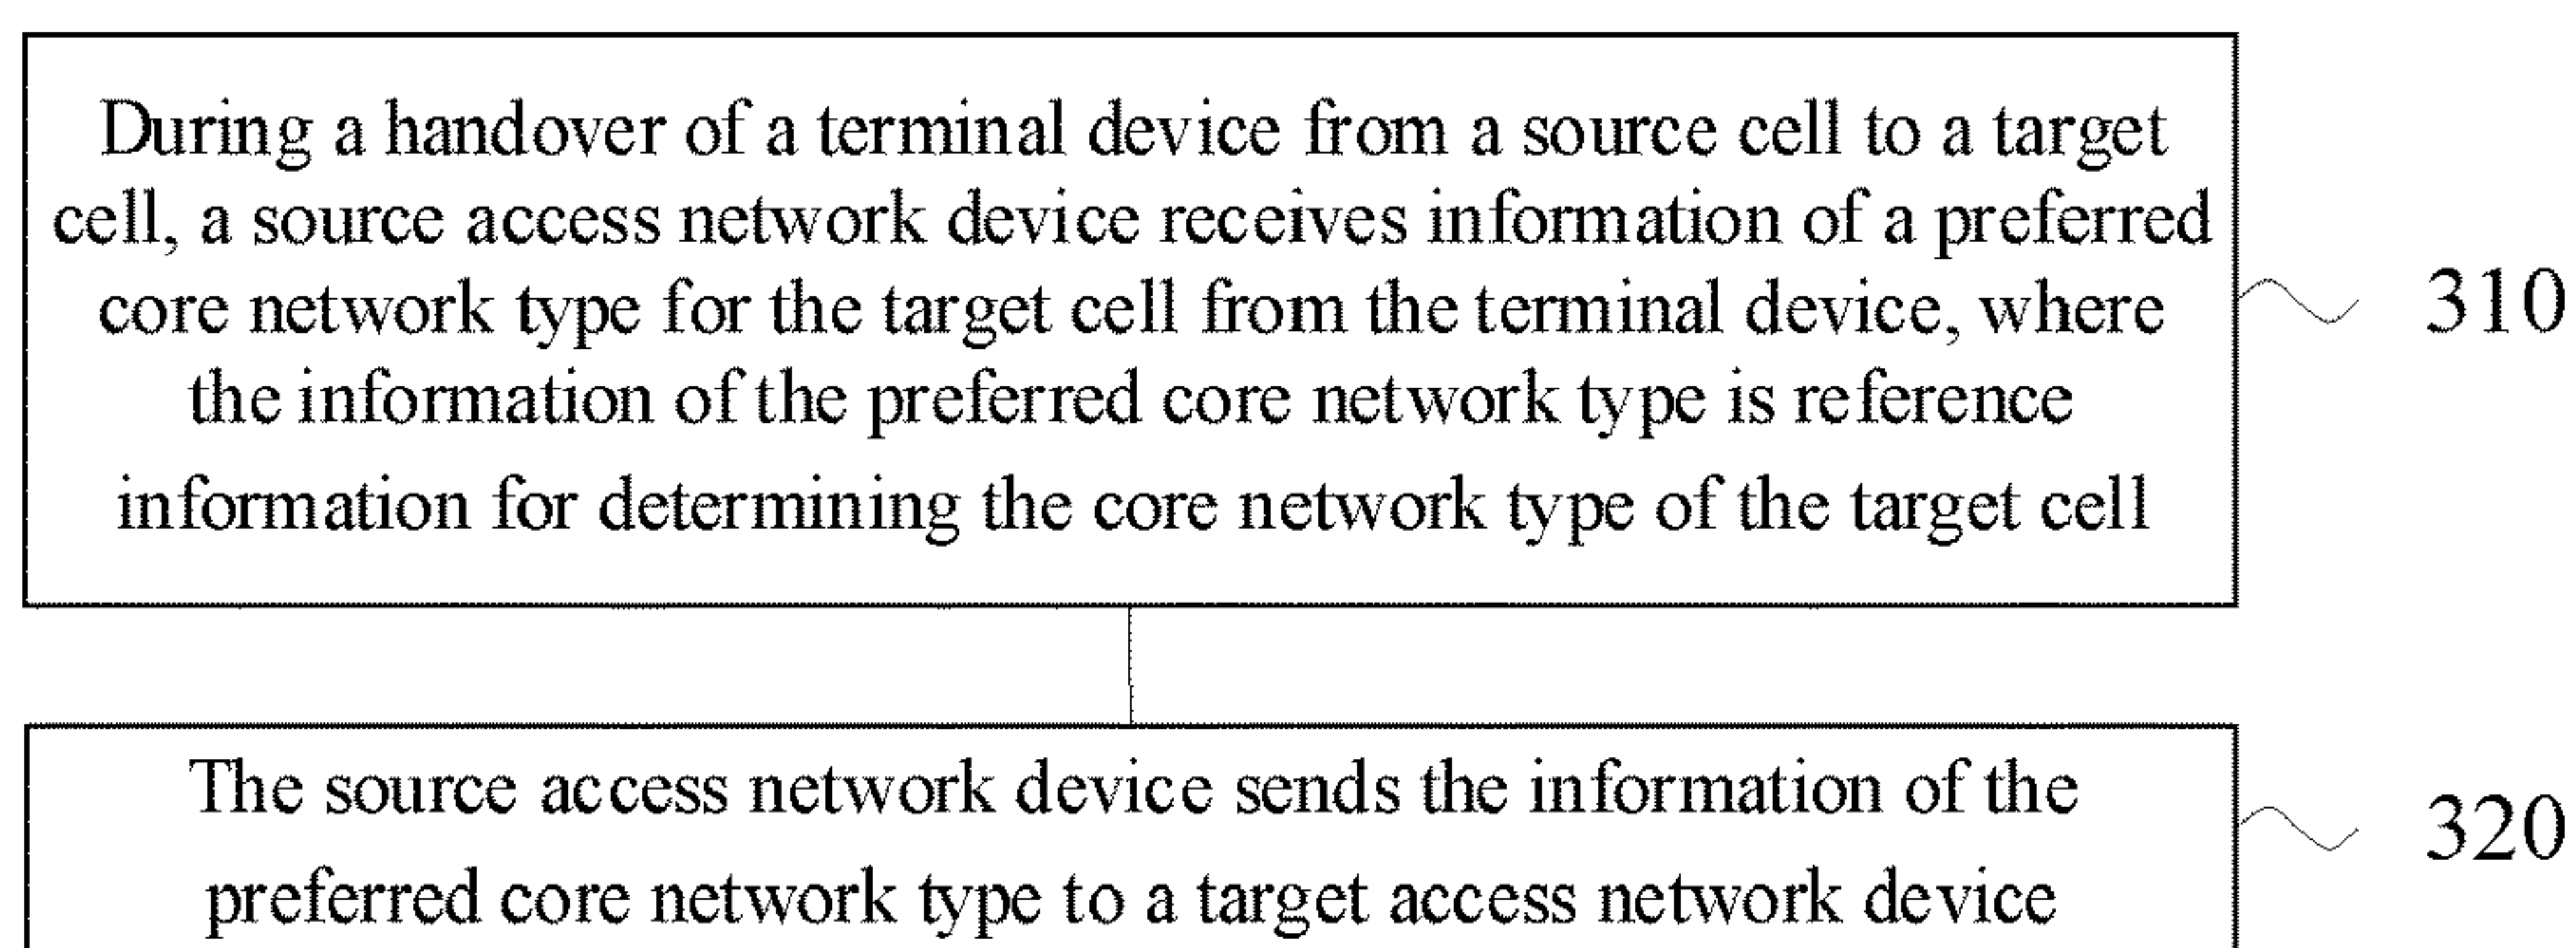 During a handover of a terminal device from a source cell to a target
cell, a source access network device receives information of a preferred
core network type for the target cell from the terminal device, where
the information of the preferred core network type is reference
information for determining the core network type of the target cell
310
The source access network device sends the information of the
preferred core network type to a target access network device
320